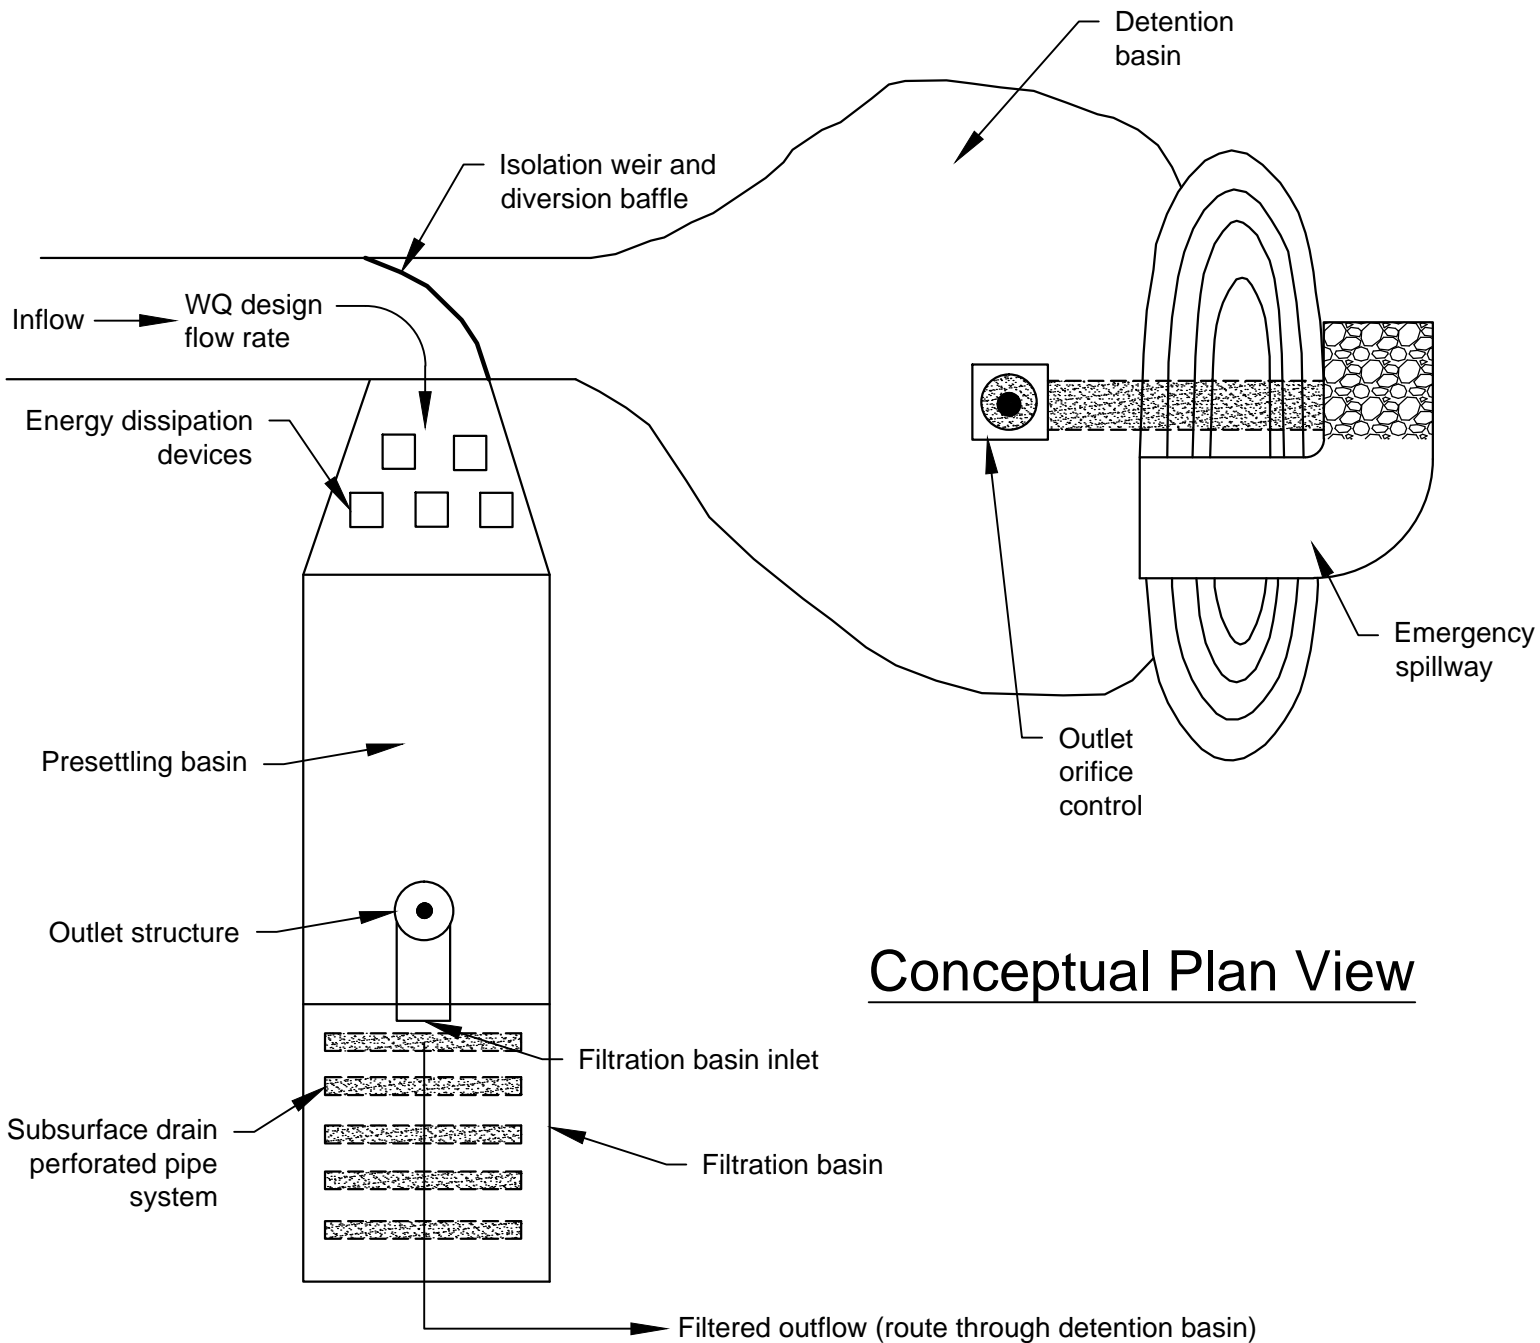 Detention
basin
Isolation weir and
diversion baffle
Inflow
WQ design
flow rate
Energy dissipation
devices
Emergency
spillway
Outlet
orifice
control
Presettling basin
Outlet structure
Conceptual Plan View
Filtration basin inlet
Subsurface drain
perforated pipe
system
Filtration basin
Filtered outflow (route through detention basin)